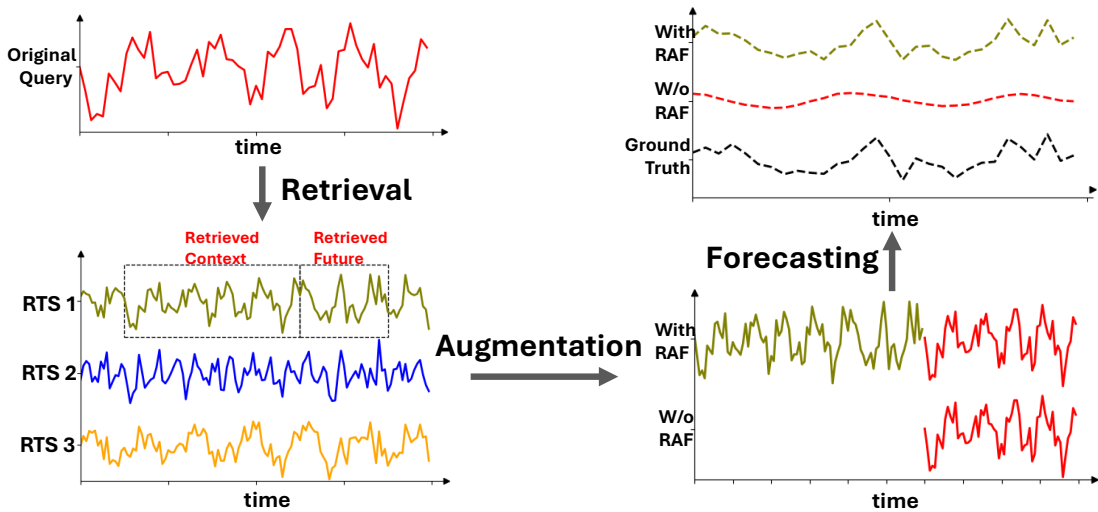 Original
Query
time
Retrieval
Retrieved
Context
Retrieved
Future
RTS 1
RTS 2
RTS 3
time
Augmentation
With
RAF
W/o
RAF
time
Forecasting
With
RAF
W/o
RAF
Ground
Truth
time